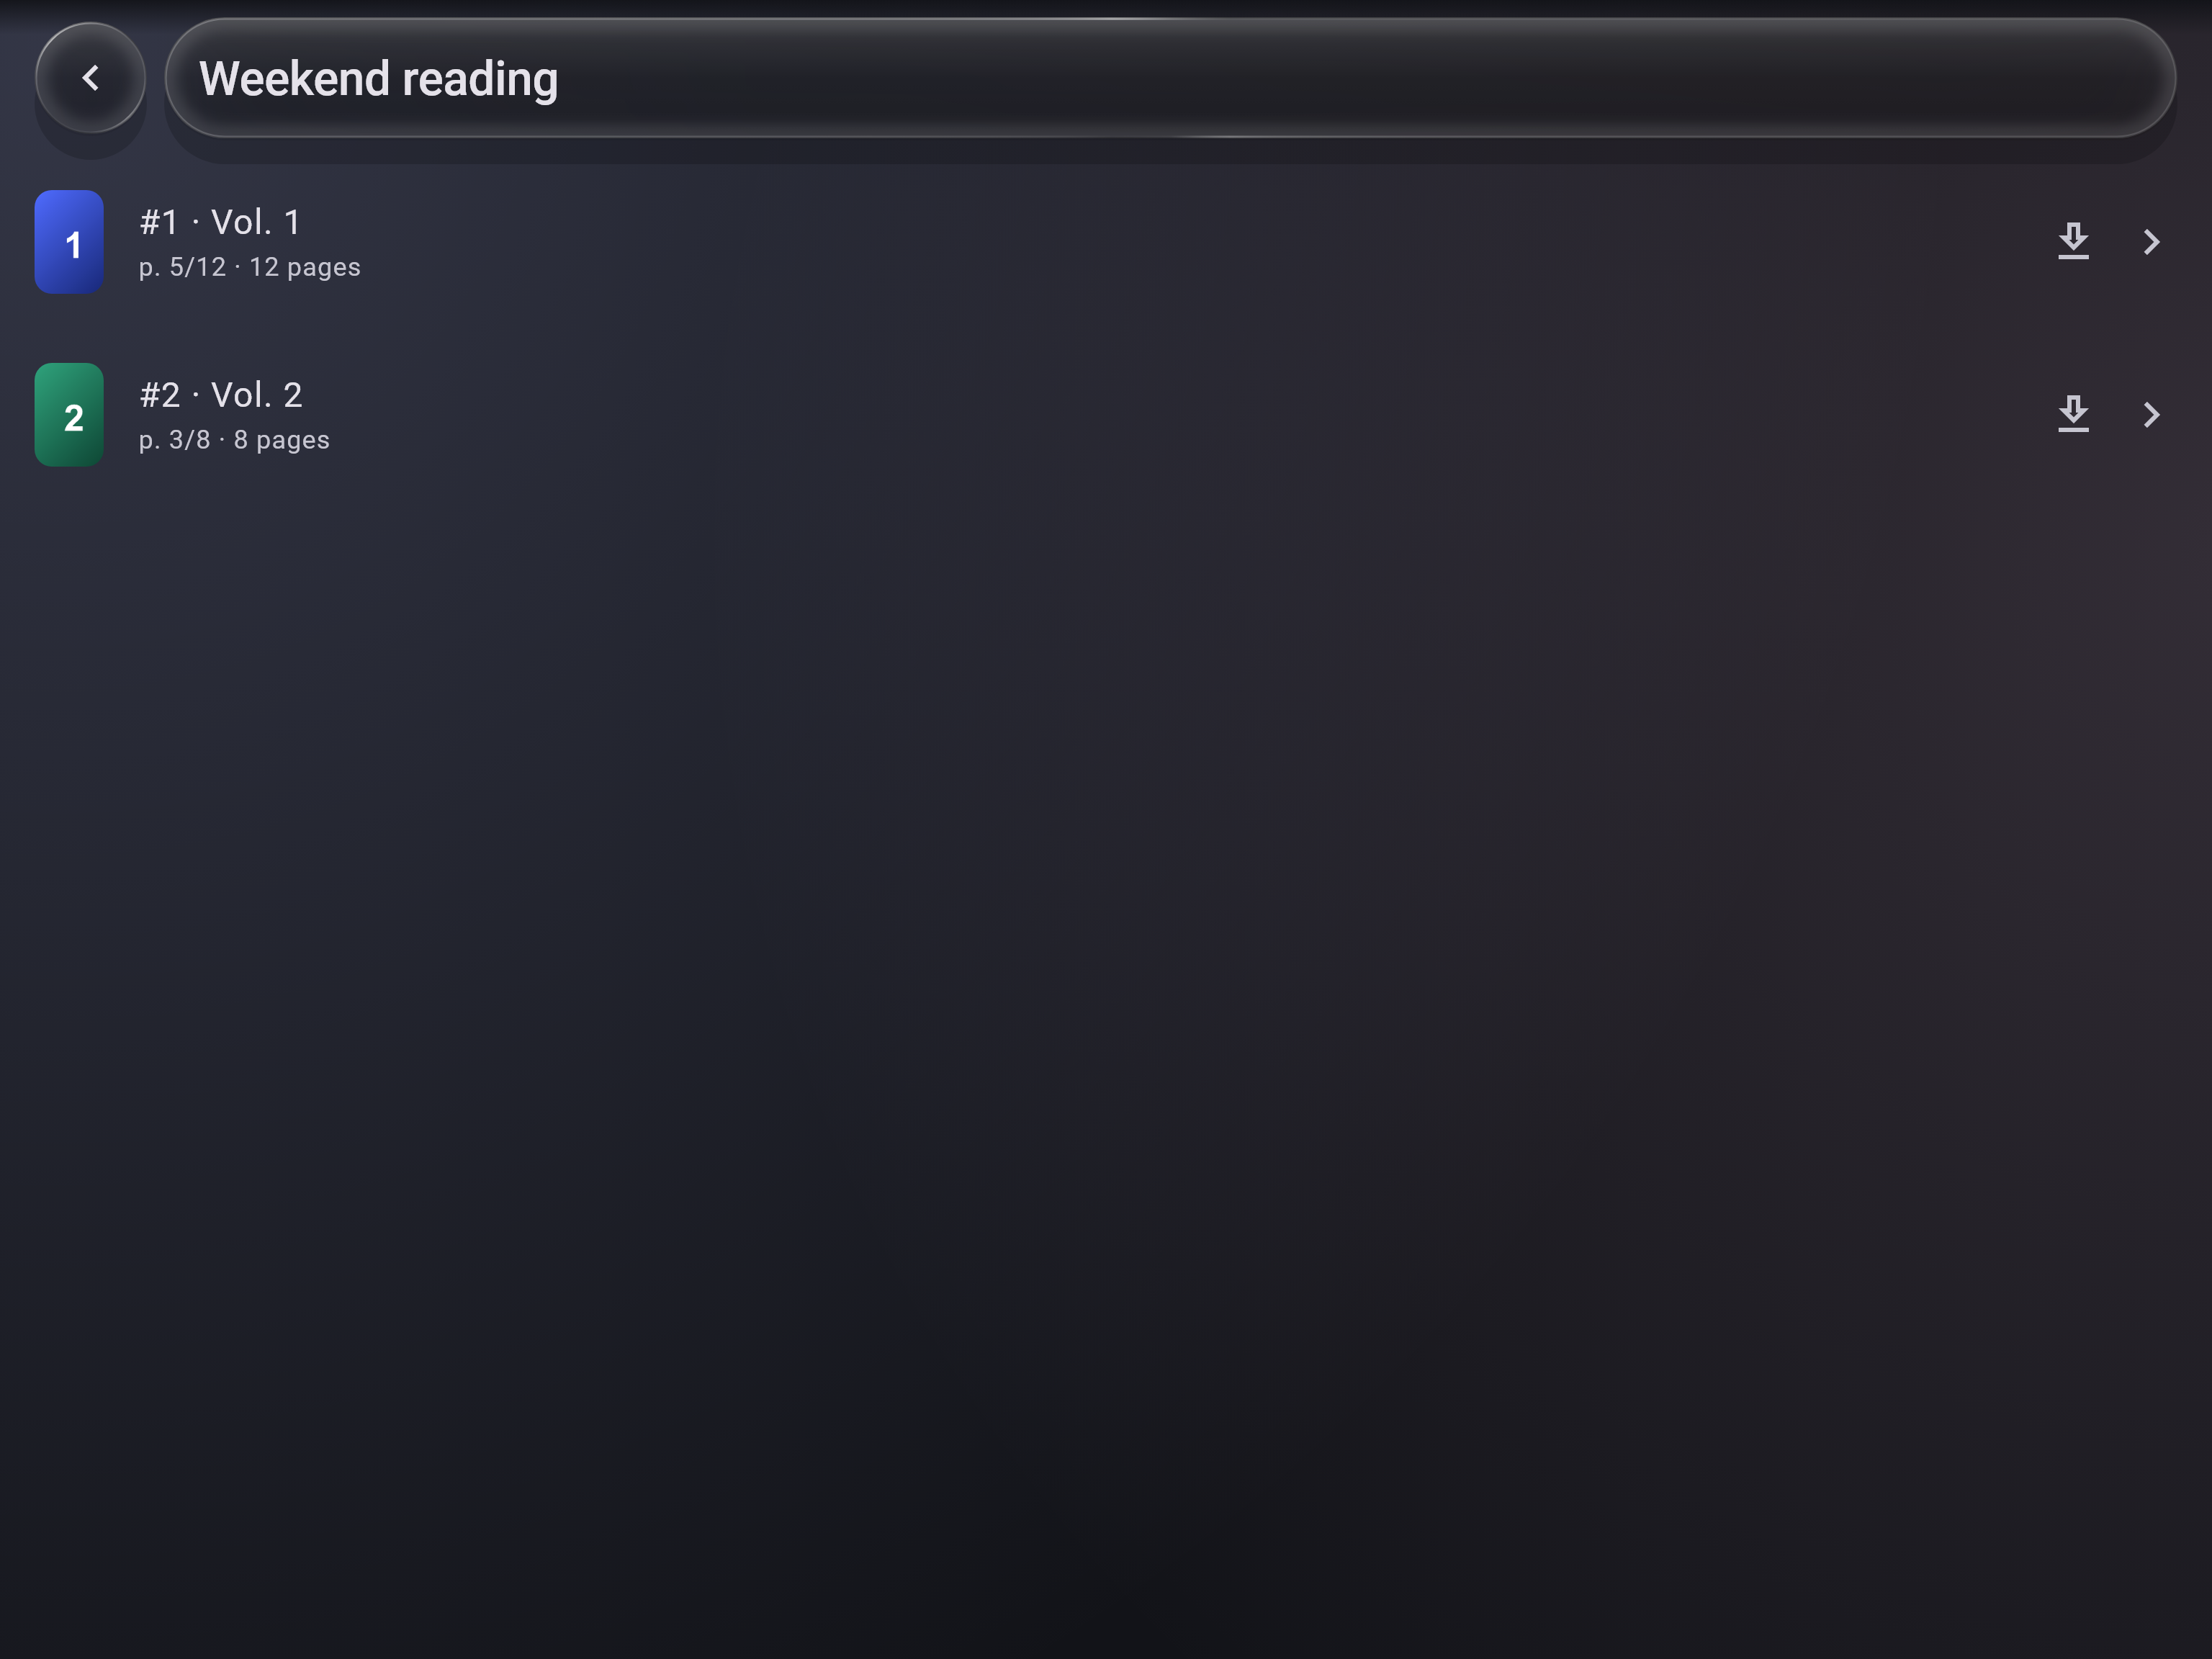 Weekend reading
1
#1 · Vol. 1
p. 5/12 · 12 pages
2
#2 · Vol. 2
p. 3/8 · 8 pages